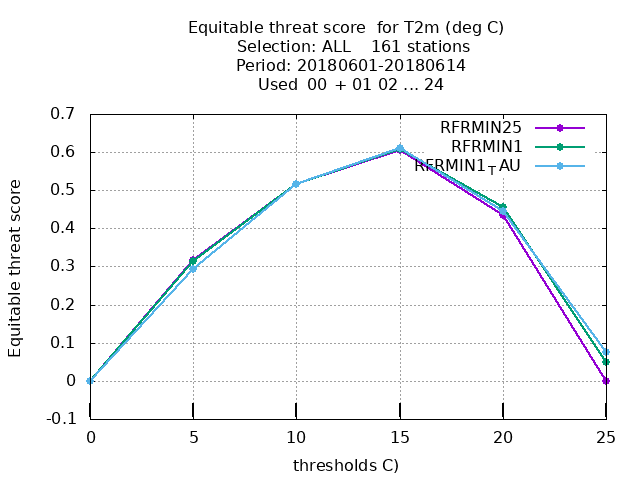 Equitable threat score  for T2m (deg C)
Selection: ALL    161 stations
Period: 20180601-20180614
Used  00 + 01 02 ... 24
0.7
0.6
0.5
0.4
0.3
0.2
0.1
0
-0.1
Equitable threat score
RFRMIN25
RFRMIN1
RFRMIN1TAU
0 5 10 15 20 25
thresholds C)